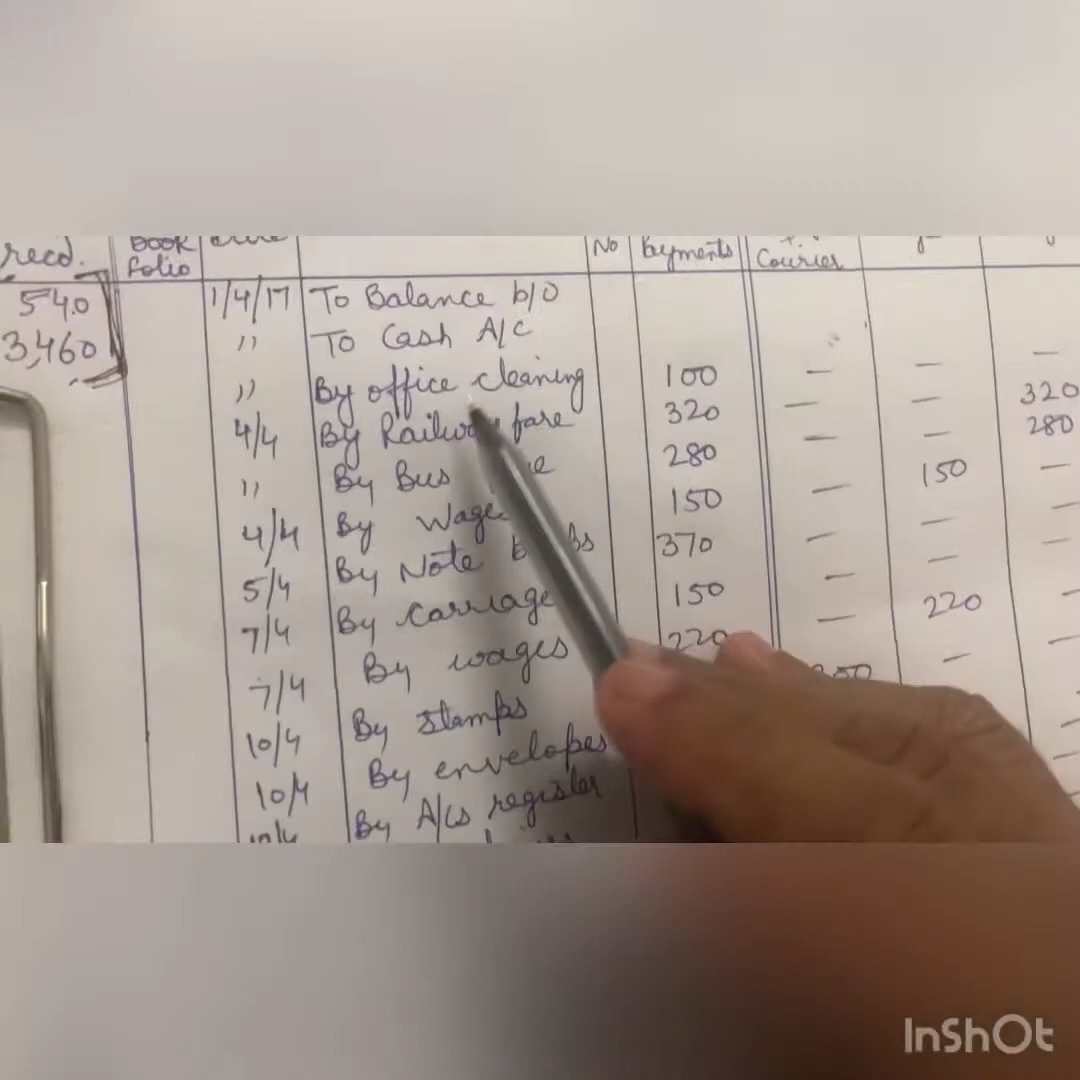 recd. Book folio No Payments Courier
540 1/4/17 To Balance b/d
3,460 " To Cash A/c
" By office cleaning 100 — — —
4/4 By Railway fare 320 — — 320
" By Bus 280 — 280
4/4 By 150 — 150 —
5/4 By Note 370 — —
7/4 By Carriage 150 — — —
7/4 By wages 220 — 220 —
10/4 By Stamps — —
10/4 By envelopes —
By A/cs register
InShOt